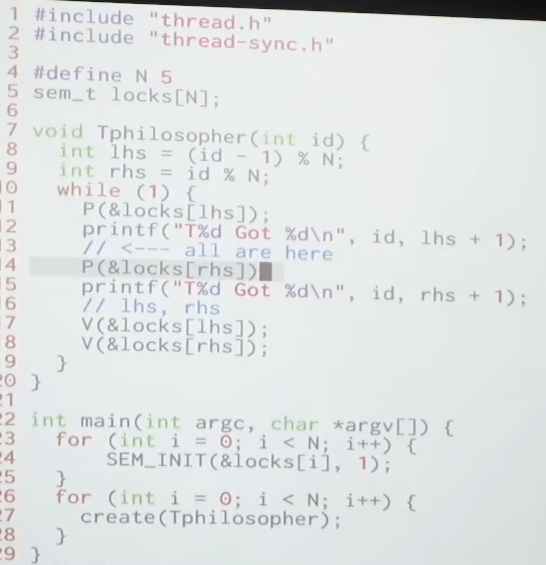 1 #include "thread.h"
2 #include "thread-sync.h"
3
4 #define N 5
5 sem_t locks[N];
6
7 void Tphilosopher(int id) {
8   int lhs = (id - 1) % N;
9   int rhs = id % N;
10   while (1) {
11     P(&locks[lhs]);
12     printf("T%d Got %d\n", id, lhs + 1);
13     // <--- all are here
14     P(&locks[rhs])
15     printf("T%d Got %d\n", id, rhs + 1);
16     // lhs, rhs
17     V(&locks[lhs]);
18     V(&locks[rhs]);
19   }
20 }
21
22 int main(int argc, char *argv[]) {
23   for (int i = 0; i < N; i++) {
24       SEM_INIT(&locks[i], 1);
25   }
26   for (int i = 0; i < N; i++) {
27     create(Tphilosopher);
28   }
29 }